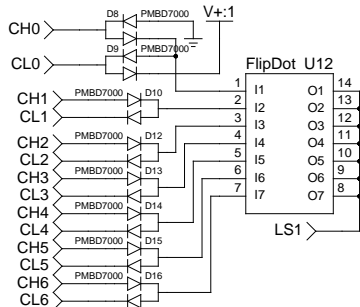 D8 PMBD7000 V+:1
CH0
D9 PMBD7000
CL0
FlipDot U12
CH1 PMBD7000 D10 1 I1 O1 14
CL1 2 I2 O2 13
CH2 PMBD7000 D12 3 I3 O3 12
CL2 4 I4 O4 11
CH3 PMBD7000 D13 5 I5 O5 10
CL3 6 I6 O6 9
CH4 PMBD7000 D14 7 I7 O7 8
CL4 LS1
CH5 PMBD7000 D15
CL5
CH6 PMBD7000 D16
CL6